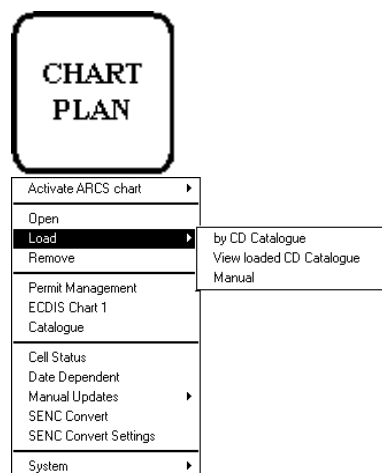 CHART
PLAN
Activate ARCS chart
Open
Load
Remove
by CD Catalogue
View loaded CD Catalogue
Manual
Permit Management
ECDIS Chart 1
Catalogue
Cell Status
Date Dependent
Manual Updates
SENC Convert
SENC Convert Settings
System